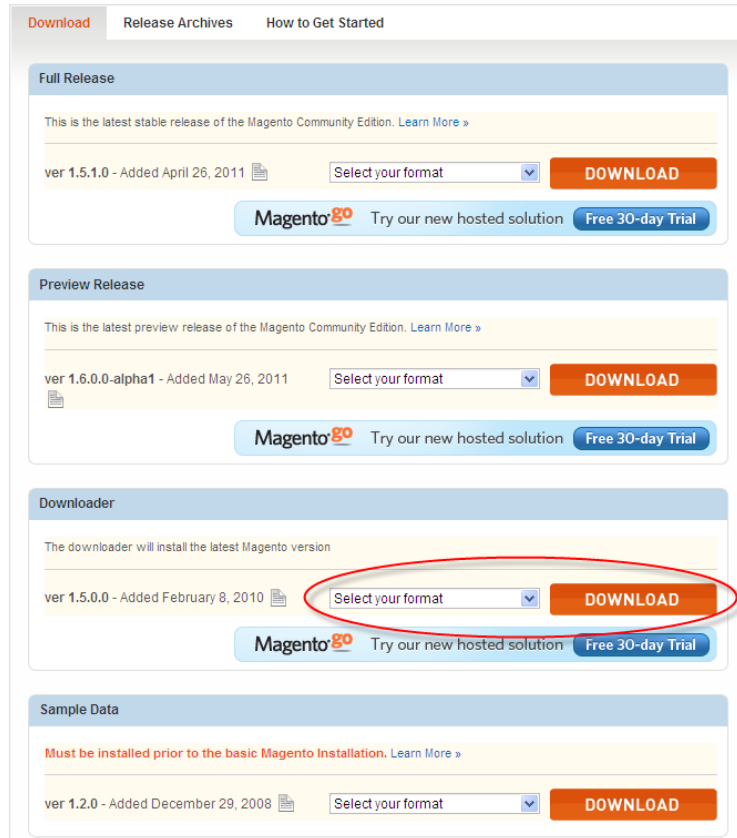 Download Release Archives How to Get Started
Full Release
This is the latest stable release of the Magento Community Edition. Learn More »
ver 1.5.1.0 - Added April 26, 2011 Select your format DOWNLOAD
Magento go Try our new hosted solution Free 30-day Trial
Preview Release
This is the latest preview release of the Magento Community Edition. Learn More »
ver 1.6.0.0-alpha1 - Added May 26, 2011 Select your format DOWNLOAD
Magento go Try our new hosted solution Free 30-day Trial
Downloader
The downloader will install the latest Magento version
ver 1.5.0.0 - Added February 8, 2010 Select your format DOWNLOAD
Magento go Try our new hosted solution Free 30-day Trial
Sample Data
Must be installed prior to the basic Magento Installation. Learn More »
ver 1.2.0 - Added December 29, 2008 Select your format DOWNLOAD